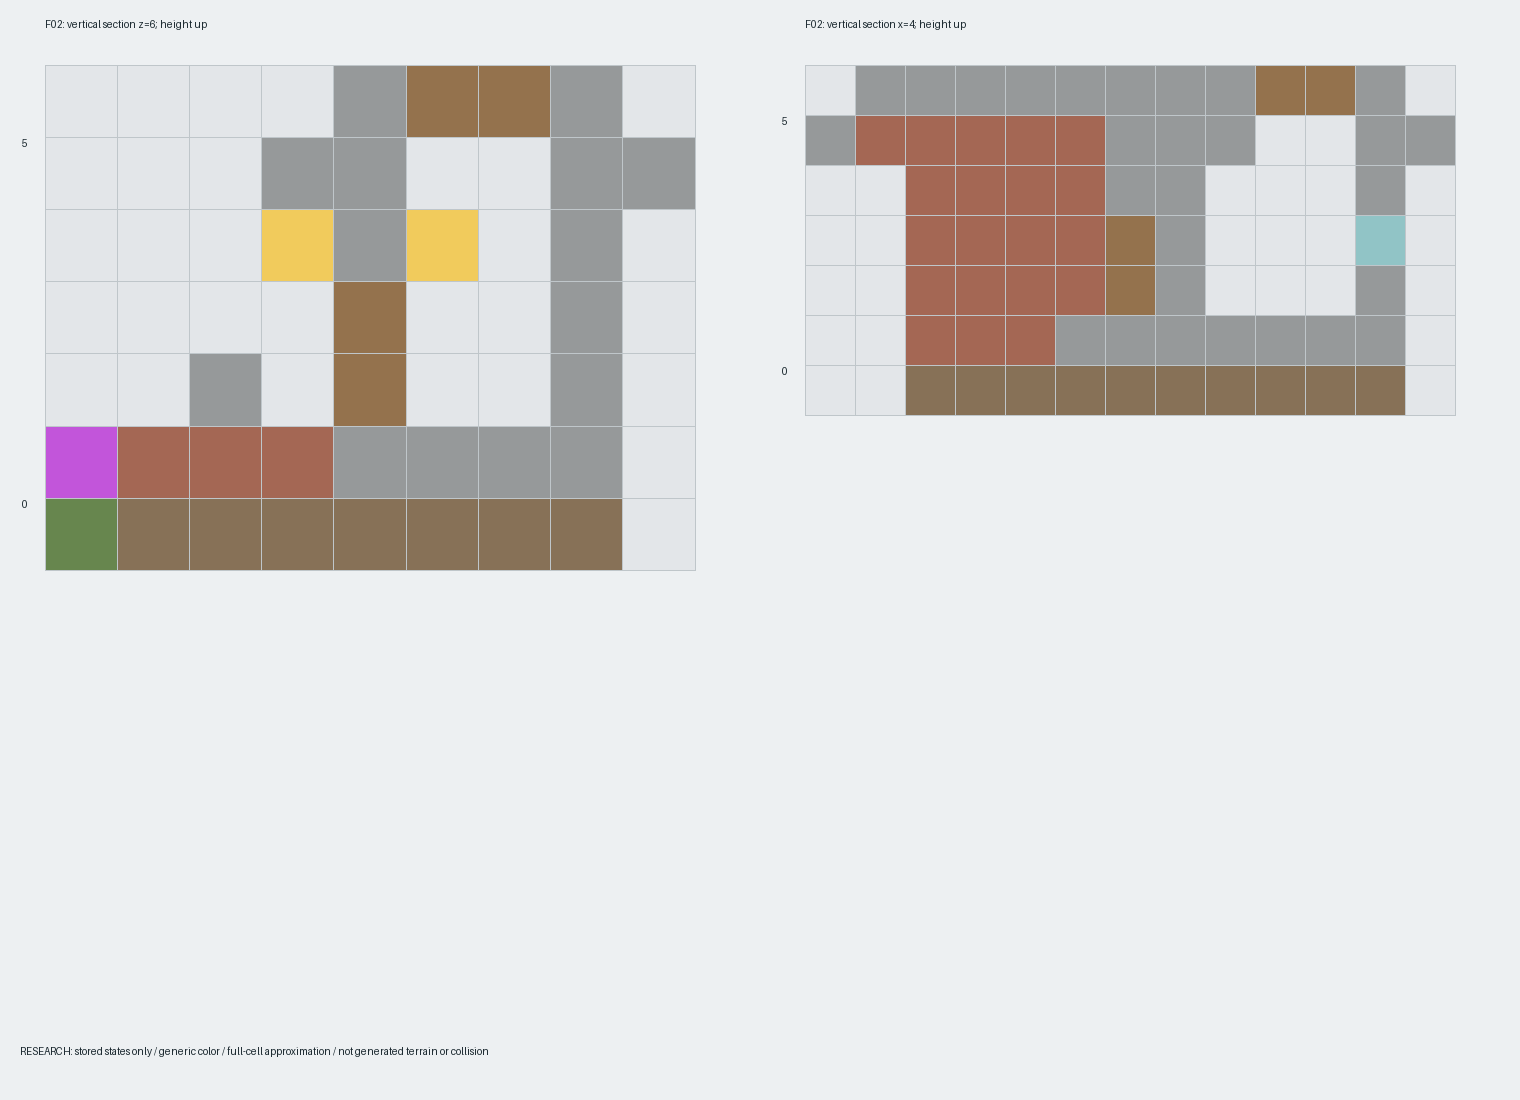 F02: vertical section z=6; height up
F02: vertical section x=4; height up
5
5
0
0
RESEARCH: stored states only / generic color / full-cell approximation / not generated terrain or collision